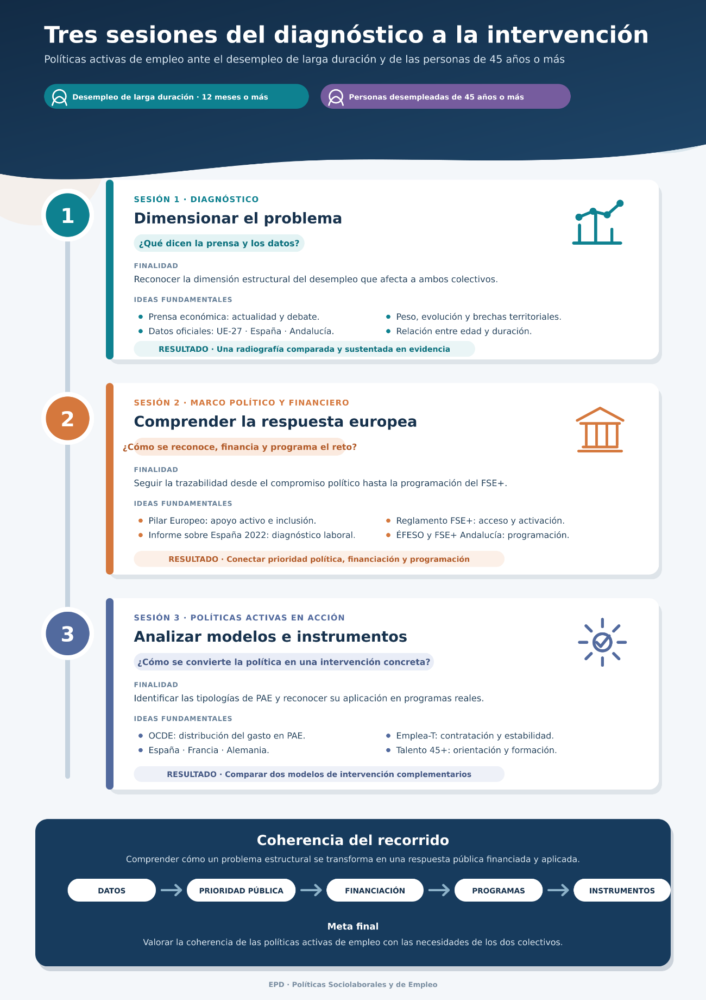 Tres sesiones del diagnóstico a la intervención
Políticas activas de empleo ante el desempleo de larga duración y de las personas de 45 años o más
Desempleo de larga duración · 12 meses o más
Personas desempleadas de 45 años o más
1
SESIÓN 1 · DIAGNÓSTICO
Dimensionar el problema
¿Qué dicen la prensa y los datos?
FINALIDAD
Reconocer la dimensión estructural del desempleo que afecta a ambos colectivos.
IDEAS FUNDAMENTALES
Prensa económica: actualidad y debate.
Datos oficiales: UE-27 · España · Andalucía.
Peso, evolución y brechas territoriales.
Relación entre edad y duración.
RESULTADO · Una radiografía comparada y sustentada en evidencia
2
SESIÓN 2 · MARCO POLÍTICO Y FINANCIERO
Comprender la respuesta europea
¿Cómo se reconoce, financia y programa el reto?
FINALIDAD
Seguir la trazabilidad desde el compromiso político hasta la programación del FSE+.
IDEAS FUNDAMENTALES
Pilar Europeo: apoyo activo e inclusión.
Informe sobre España 2022: diagnóstico laboral.
Reglamento FSE+: acceso y activación.
ÉFESO y FSE+ Andalucía: programación.
RESULTADO · Conectar prioridad política, financiación y programación
3
SESIÓN 3 · POLÍTICAS ACTIVAS EN ACCIÓN
Analizar modelos e instrumentos
¿Cómo se convierte la política en una intervención concreta?
FINALIDAD
Identificar las tipologías de PAE y reconocer su aplicación en programas reales.
IDEAS FUNDAMENTALES
OCDE: distribución del gasto en PAE.
España · Francia · Alemania.
Emplea-T: contratación y estabilidad.
Talento 45+: orientación y formación.
RESULTADO · Comparar dos modelos de intervención complementarios
Coherencia del recorrido
Comprender cómo un problema estructural se transforma en una respuesta pública financiada y aplicada.
DATOS
PRIORIDAD PÚBLICA
FINANCIACIÓN
PROGRAMAS
INSTRUMENTOS
Meta final
Valorar la coherencia de las políticas activas de empleo con las necesidades de los dos colectivos.
EPD · Políticas Sociolaborales y de Empleo